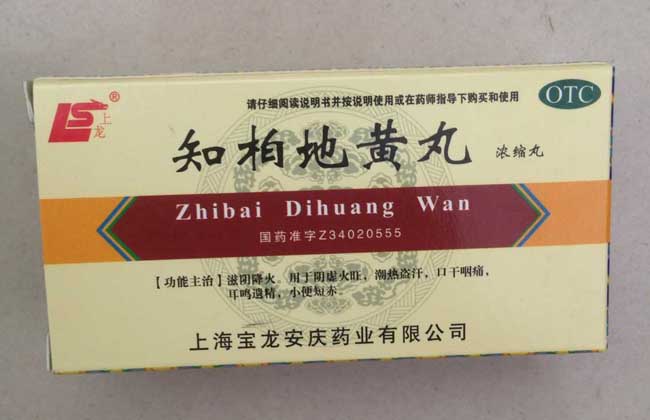 请仔细阅读说明书并按说明使用或在药师指导下购买和使用
OTC
LS
上
龙
®
知柏地黄丸
浓缩丸
Zhibai Dihuang Wan
国药准字Z34020555
【功能主治】滋阴降火。用于阴虚火旺，潮热盗汗，口干咽痛，
耳鸣遗精，小便短赤。
上海宝龙安庆药业有限公司